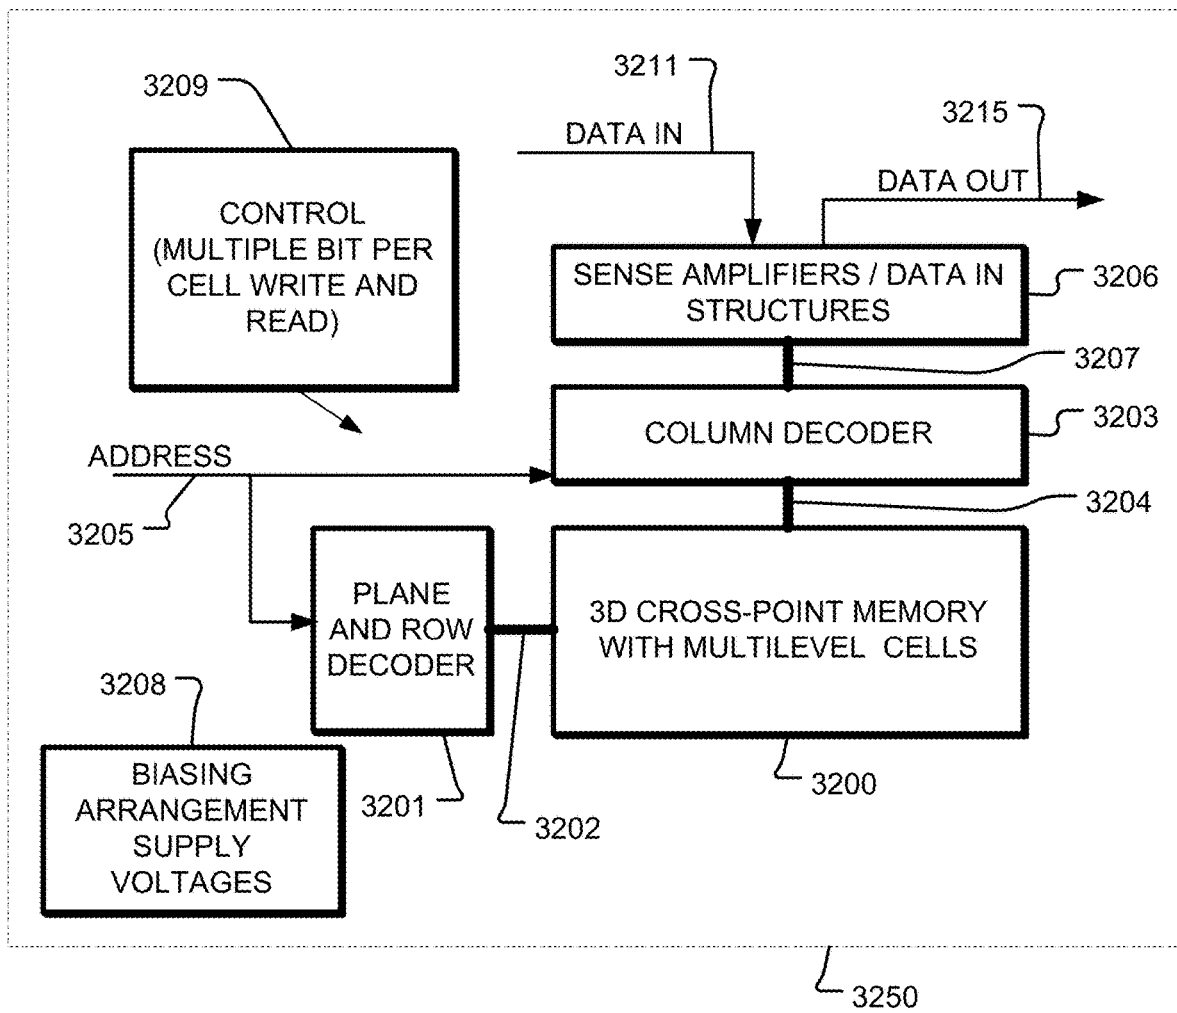 3211
3209
3215
DATA IN
DATA OUT
CONTROL
(MULTIPLE BIT PER
CELL WRITE AND
READ)
SENSE AMPLIFIERS / DATA IN
STRUCTURES
3206
3207
COLUMN DECODER
3203
ADDRESS
3204
3205
PLANE
AND ROW
DECODER
3D CROSS-POINT MEMORY
WITH MULTILEVEL CELLS
3208
3200
3201
3202
BIASING
ARRANGEMENT
SUPPLY
VOLTAGES
3250